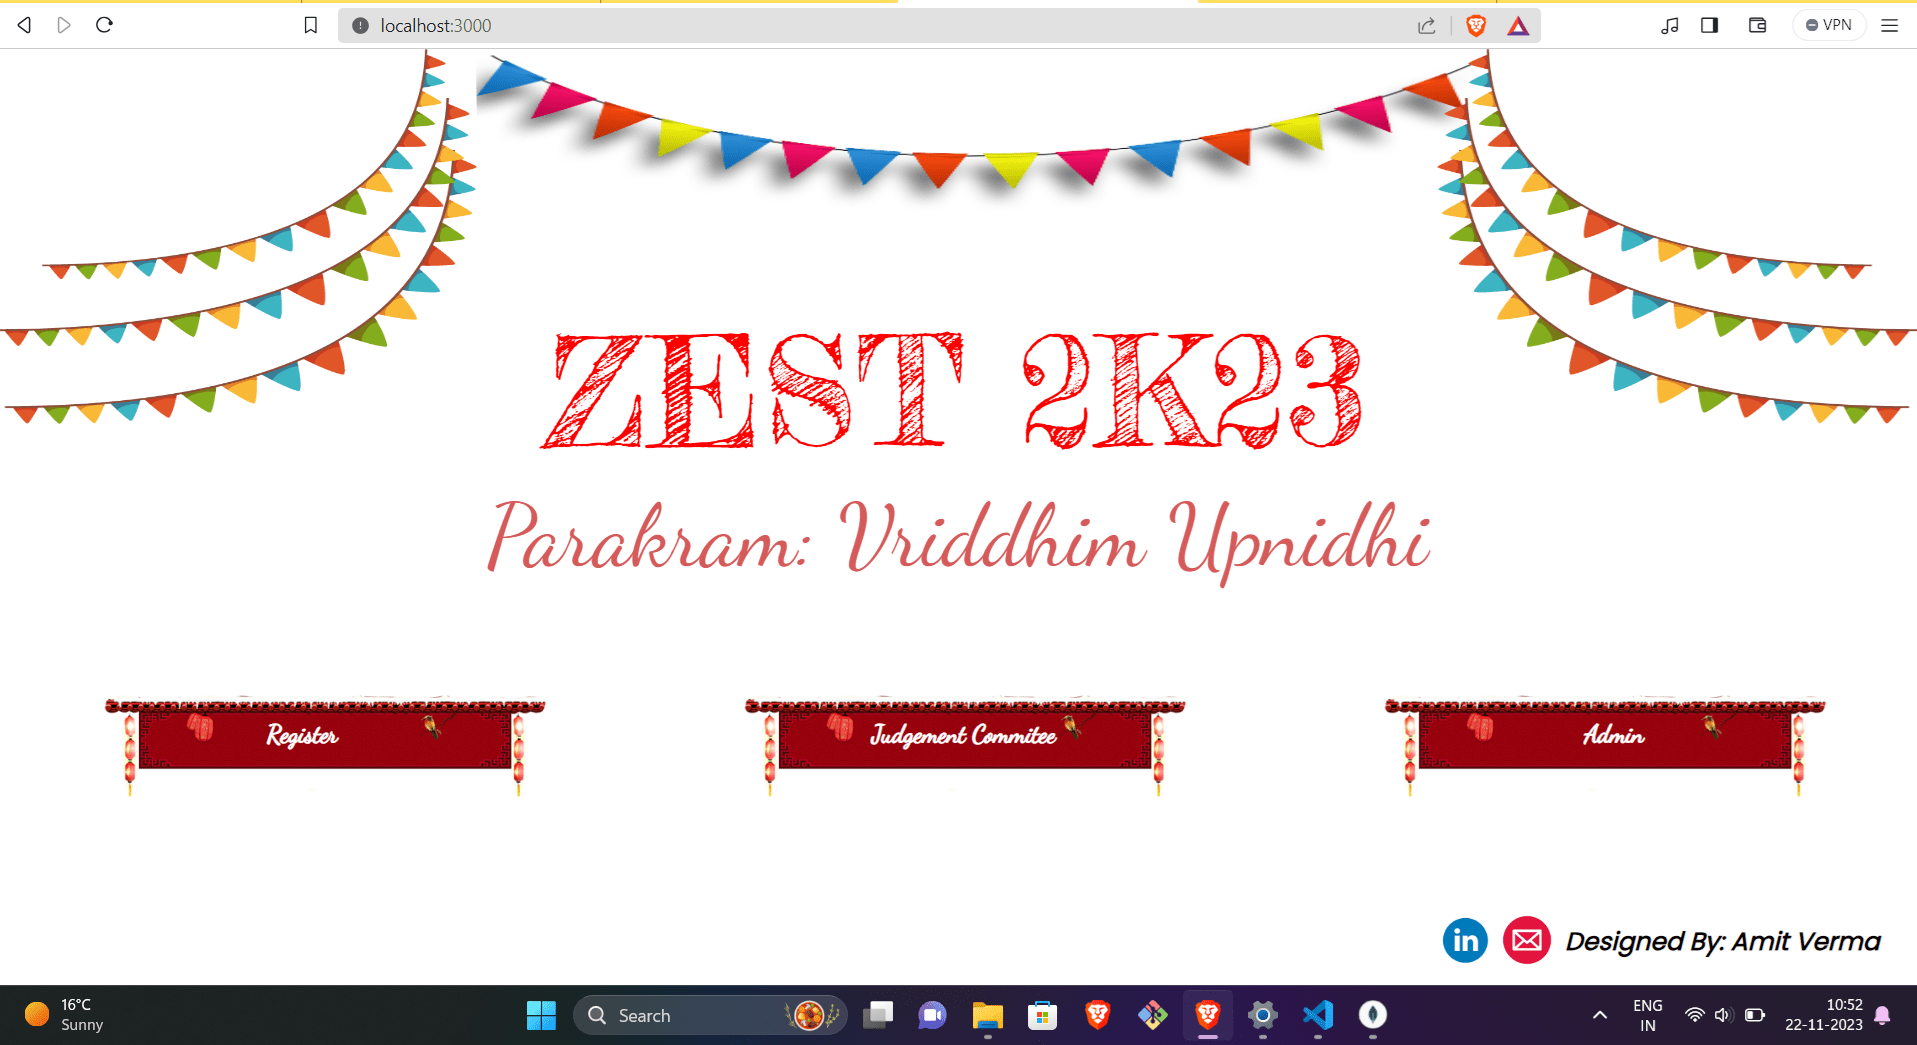 localhost:3000
VPN
ZEST 2K23
Parakram: Vriddhim Upnidhi
Register
Judgement Commitee
Admin
in
Designed By: Amit Verma
16°C
Sunny
Search
ENG
IN
10:52
22-11-2023